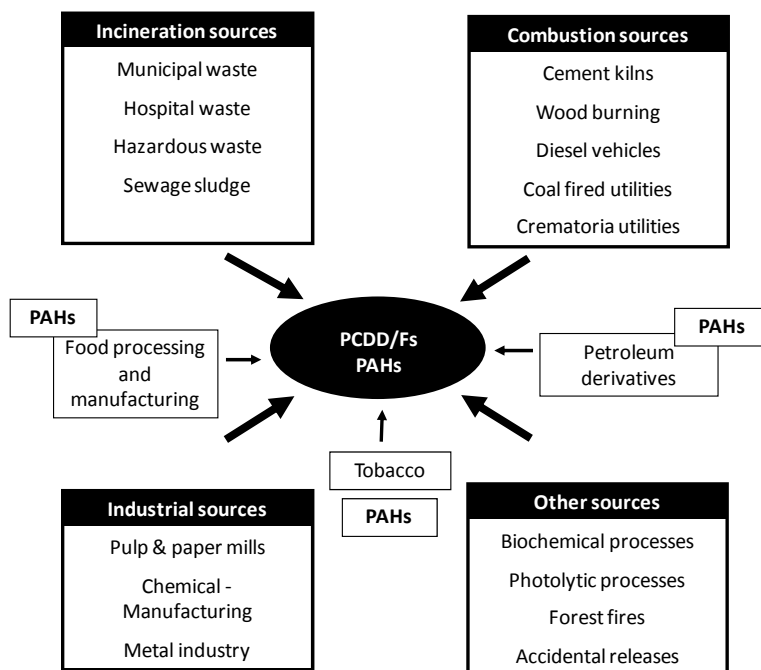 Incineration sources
Municipal waste
Hospital waste
Hazardous waste
Sewage sludge
Combustion sources
Cement kilns
Wood burning
Diesel vehicles
Coal fired utilities
Crematoria utilities
PAHs
Food processing
and
manufacturing
PCDD/Fs
PAHs
PAHs
Petroleum
derivatives
Tobacco
PAHs
Industrial sources
Pulp & paper mills
Chemical -
Manufacturing
Metal industry
Other sources
Biochemical processes
Photolytic processes
Forest fires
Accidental releases